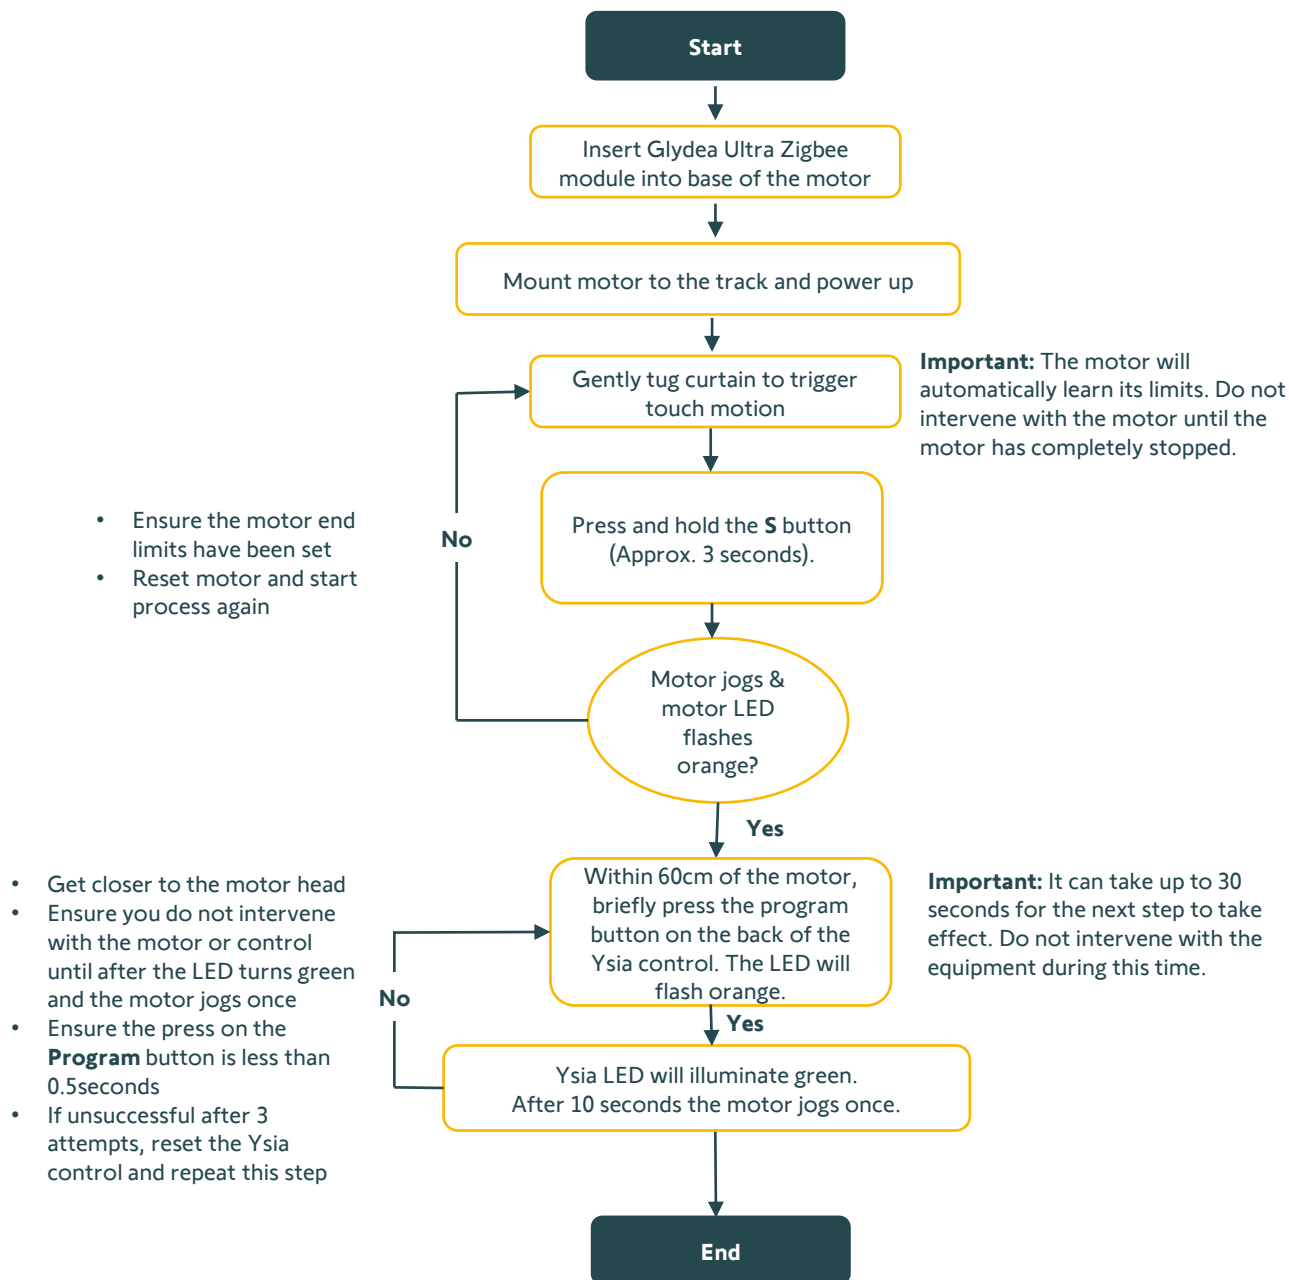 Start
Insert Glydea Ultra Zigbee
module into base of the motor
Mount motor to the track and power up
Gently tug curtain to trigger
touch motion
Important: The motor will
automatically learn its limits. Do not
intervene with the motor until the
motor has completely stopped.
Press and hold the S button
(Approx. 3 seconds).
• Ensure the motor end
limits have been set
• Reset motor and start
process again
No
Motor jogs &
motor LED
flashes
orange?
Yes
Within 60cm of the motor,
briefly press the program
button on the back of the
Ysia control. The LED will
flash orange.
Important: It can take up to 30
seconds for the next step to take
effect. Do not intervene with the
equipment during this time.
• Get closer to the motor head
• Ensure you do not intervene
with the motor or control
until after the LED turns green
and the motor jogs once
• Ensure the press on the
Program button is less than
0.5seconds
• If unsuccessful after 3
attempts, reset the Ysia
control and repeat this step
No
Yes
Ysia LED will illuminate green.
After 10 seconds the motor jogs once.
End